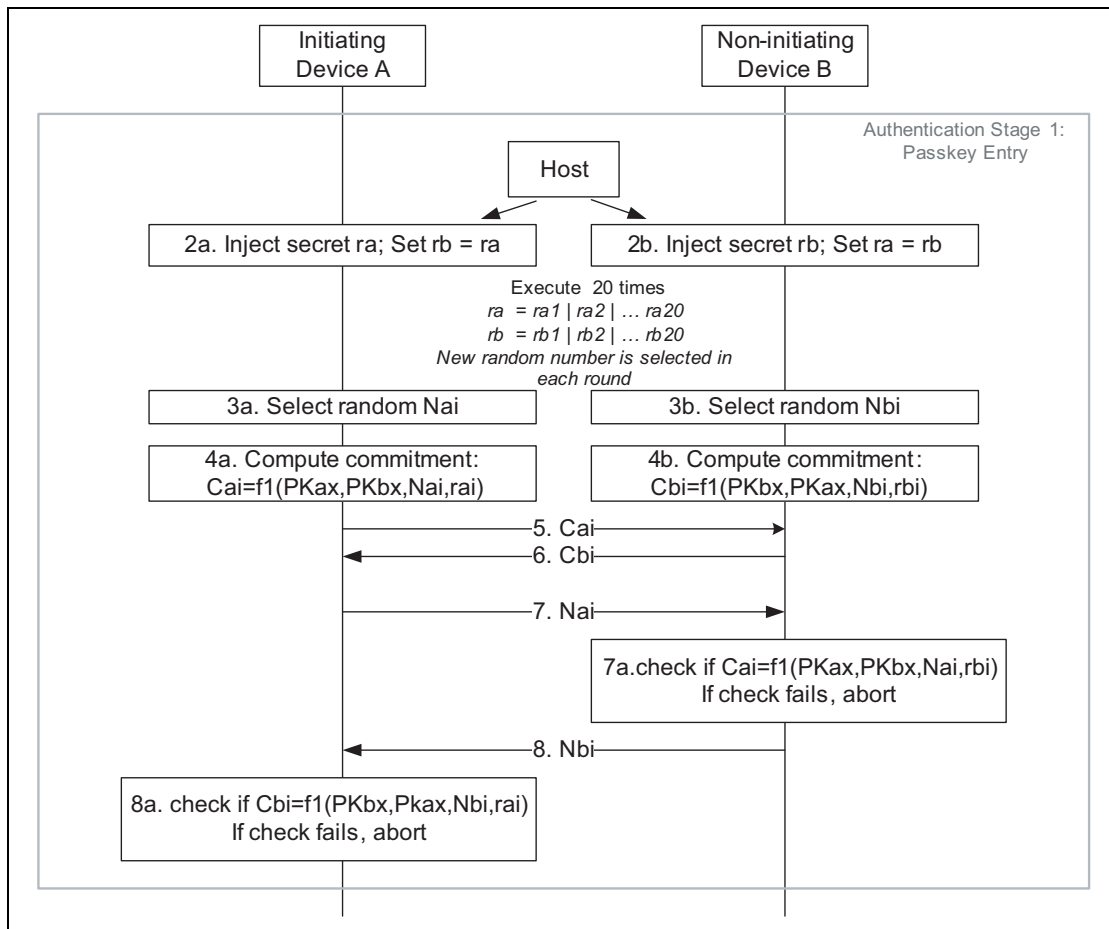 Initiating
Device A
Non-initiating
Device B
Authentication Stage 1:
Passkey Entry
Host
2a. Inject secret ra; Set rb = ra
2b. Inject secret rb; Set ra = rb
Execute 20 times
ra = ra1 | ra2 | … ra20
rb = rb1 | rb2 | … rb20
New random number is selected in
each round
3a. Select random Nai
3b. Select random Nbi
4a. Compute commitment:
Cai=f1(PKax,PKbx,Nai,rai)
4b. Compute commitment:
Cbi=f1(PKbx,PKax,Nbi,rbi)
5. Cai
6. Cbi
7. Nai
7a.check if Cai=f1(PKax,PKbx,Nai,rbi)
If check fails, abort
8. Nbi
8a. check if Cbi=f1(PKbx,Pkax,Nbi,rai)
If check fails, abort